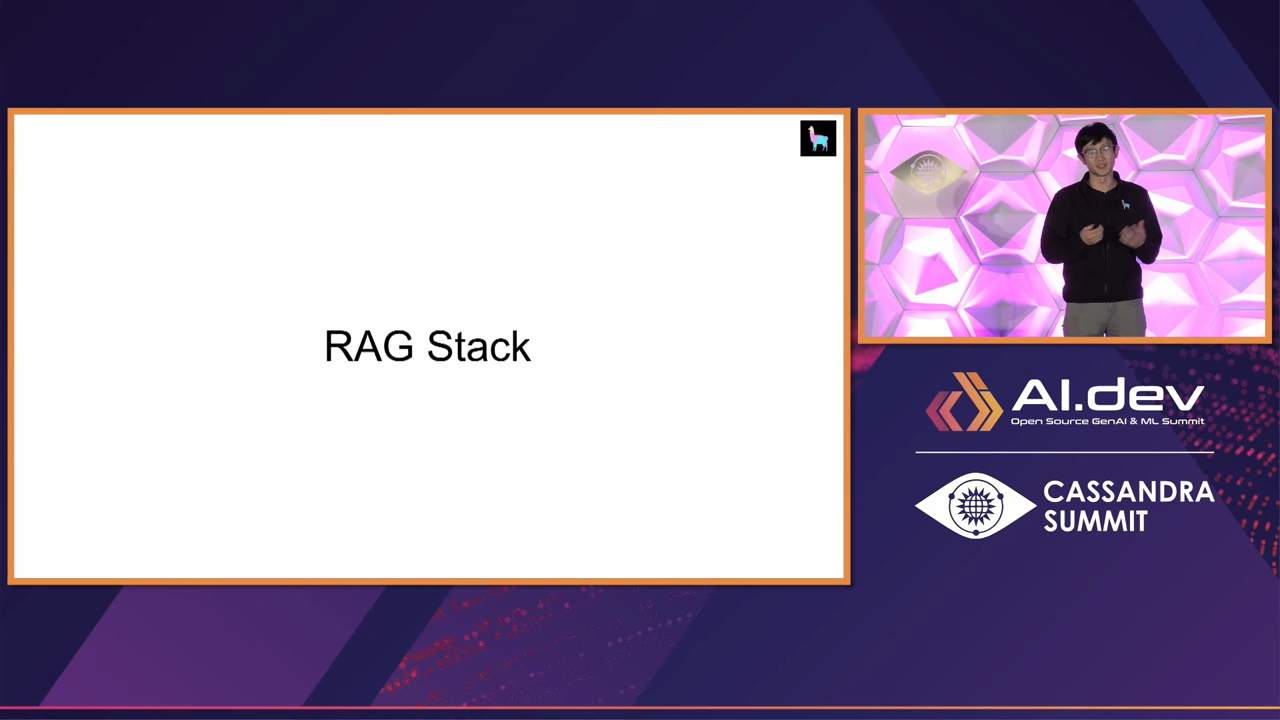 RAG Stack
AI.dev
Open Source GenAI & ML Summit
CASSANDRA
SUMMIT